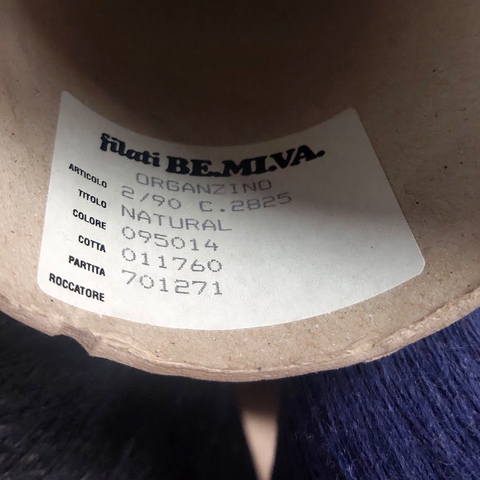 filati BE.MI.VA.
ARTICOLO ORGANZINO
TITOLO 2/90 C.2825
COLORE NATURAL
COTTA 095014
PARTITA 011760
ROCCATORE 701271